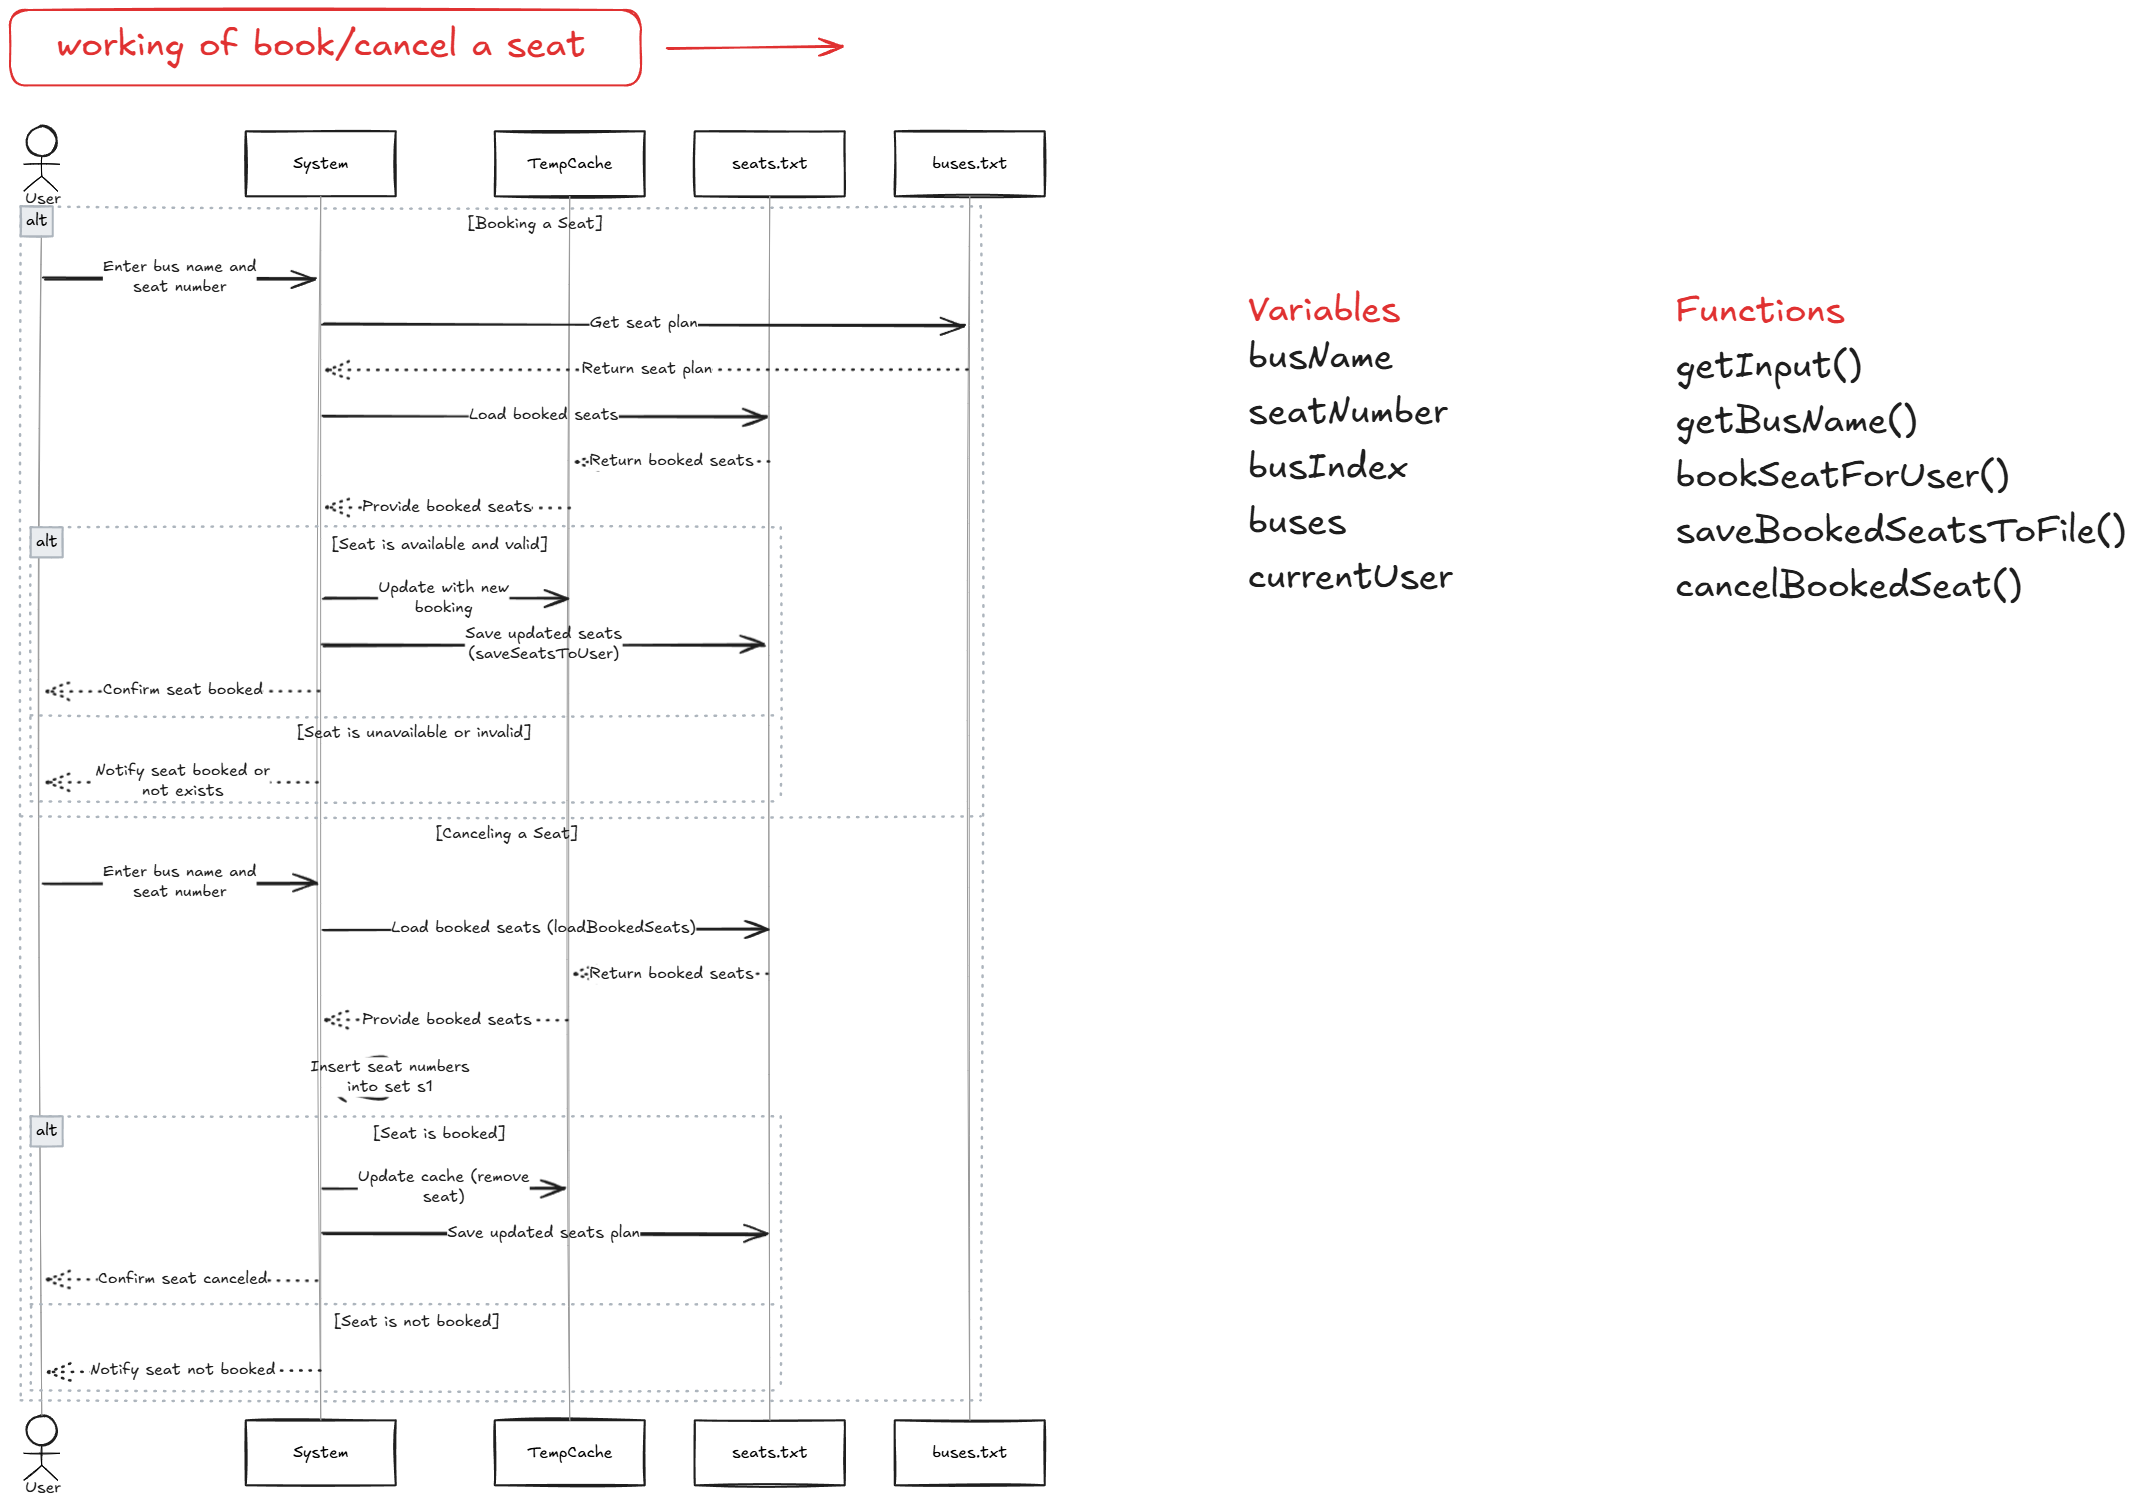 working of book/cancel a seat
User
System
TempCache
seats.txt
buses.txt
alt
[Booking a Seat]
Enter bus name and
seat number
Get seat plan
Return seat plan
Load booked seats
Return booked seats
Provide booked seats
alt
[Seat is available and valid]
Update with new
booking
Save updated seats
(saveSeatsToUser)
Confirm seat booked
[Seat is unavailable or invalid]
Notify seat booked or
not exists
[Canceling a Seat]
Enter bus name and
seat number
Load booked seats (loadBookedSeats)
Return booked seats
Provide booked seats
Insert seat numbers
into set s1
alt
[Seat is booked]
Update cache (remove
seat)
Save updated seats plan
Confirm seat canceled
[Seat is not booked]
Notify seat not booked
User
System
TempCache
seats.txt
buses.txt
Variables
busName
seatNumber
busIndex
buses
currentUser
Functions
getInput()
getBusName()
bookSeatForUser()
saveBookedSeatsToFile()
cancelBookedSeat()